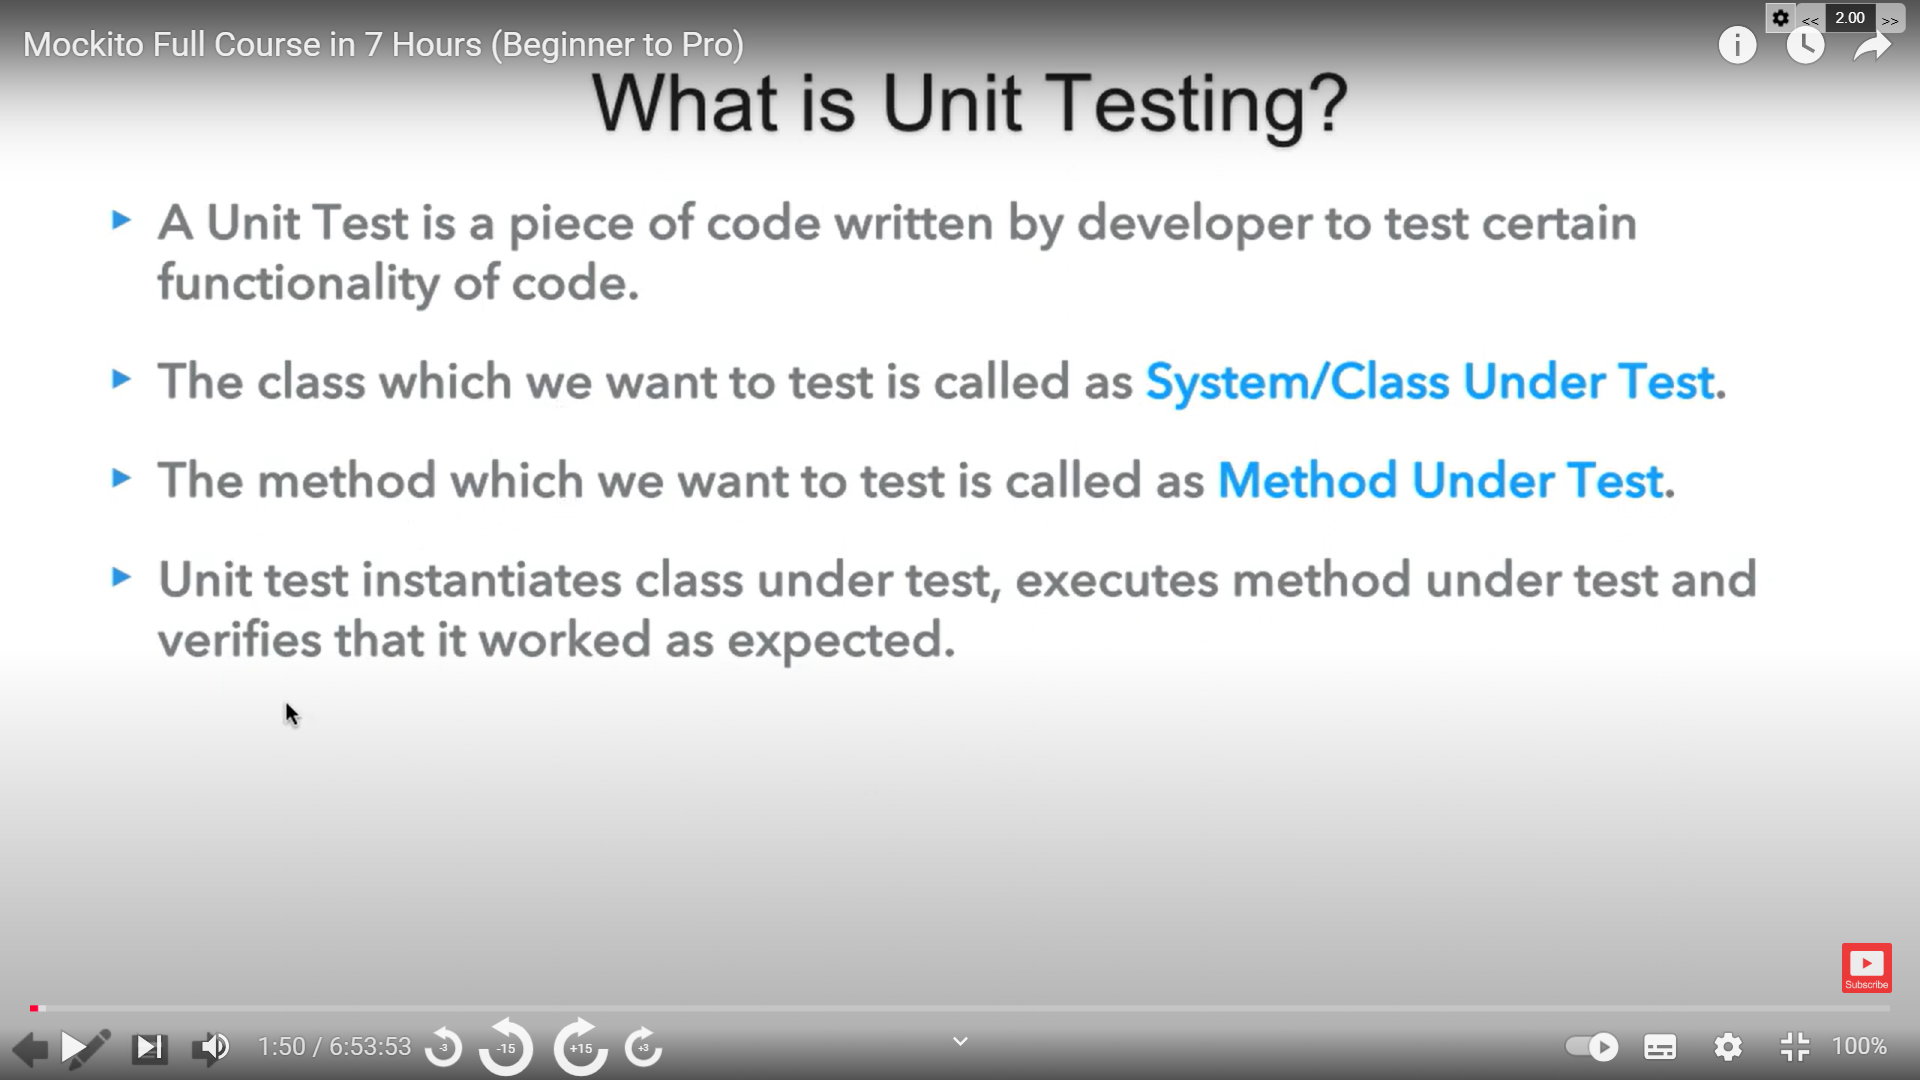 << 2.00 >>
Mockito Full Course in 7 Hours (Beginner to Pro)
What is Unit Testing?
A Unit Test is a piece of code written by developer to test certain
functionality of code.
The class which we want to test is called as System/Class Under Test.
The method which we want to test is called as Method Under Test.
Unit test instantiates class under test, executes method under test and
verifies that it worked as expected.
Subscribe
1:50 / 6:53:53
-3
-15
+15
+3
100%